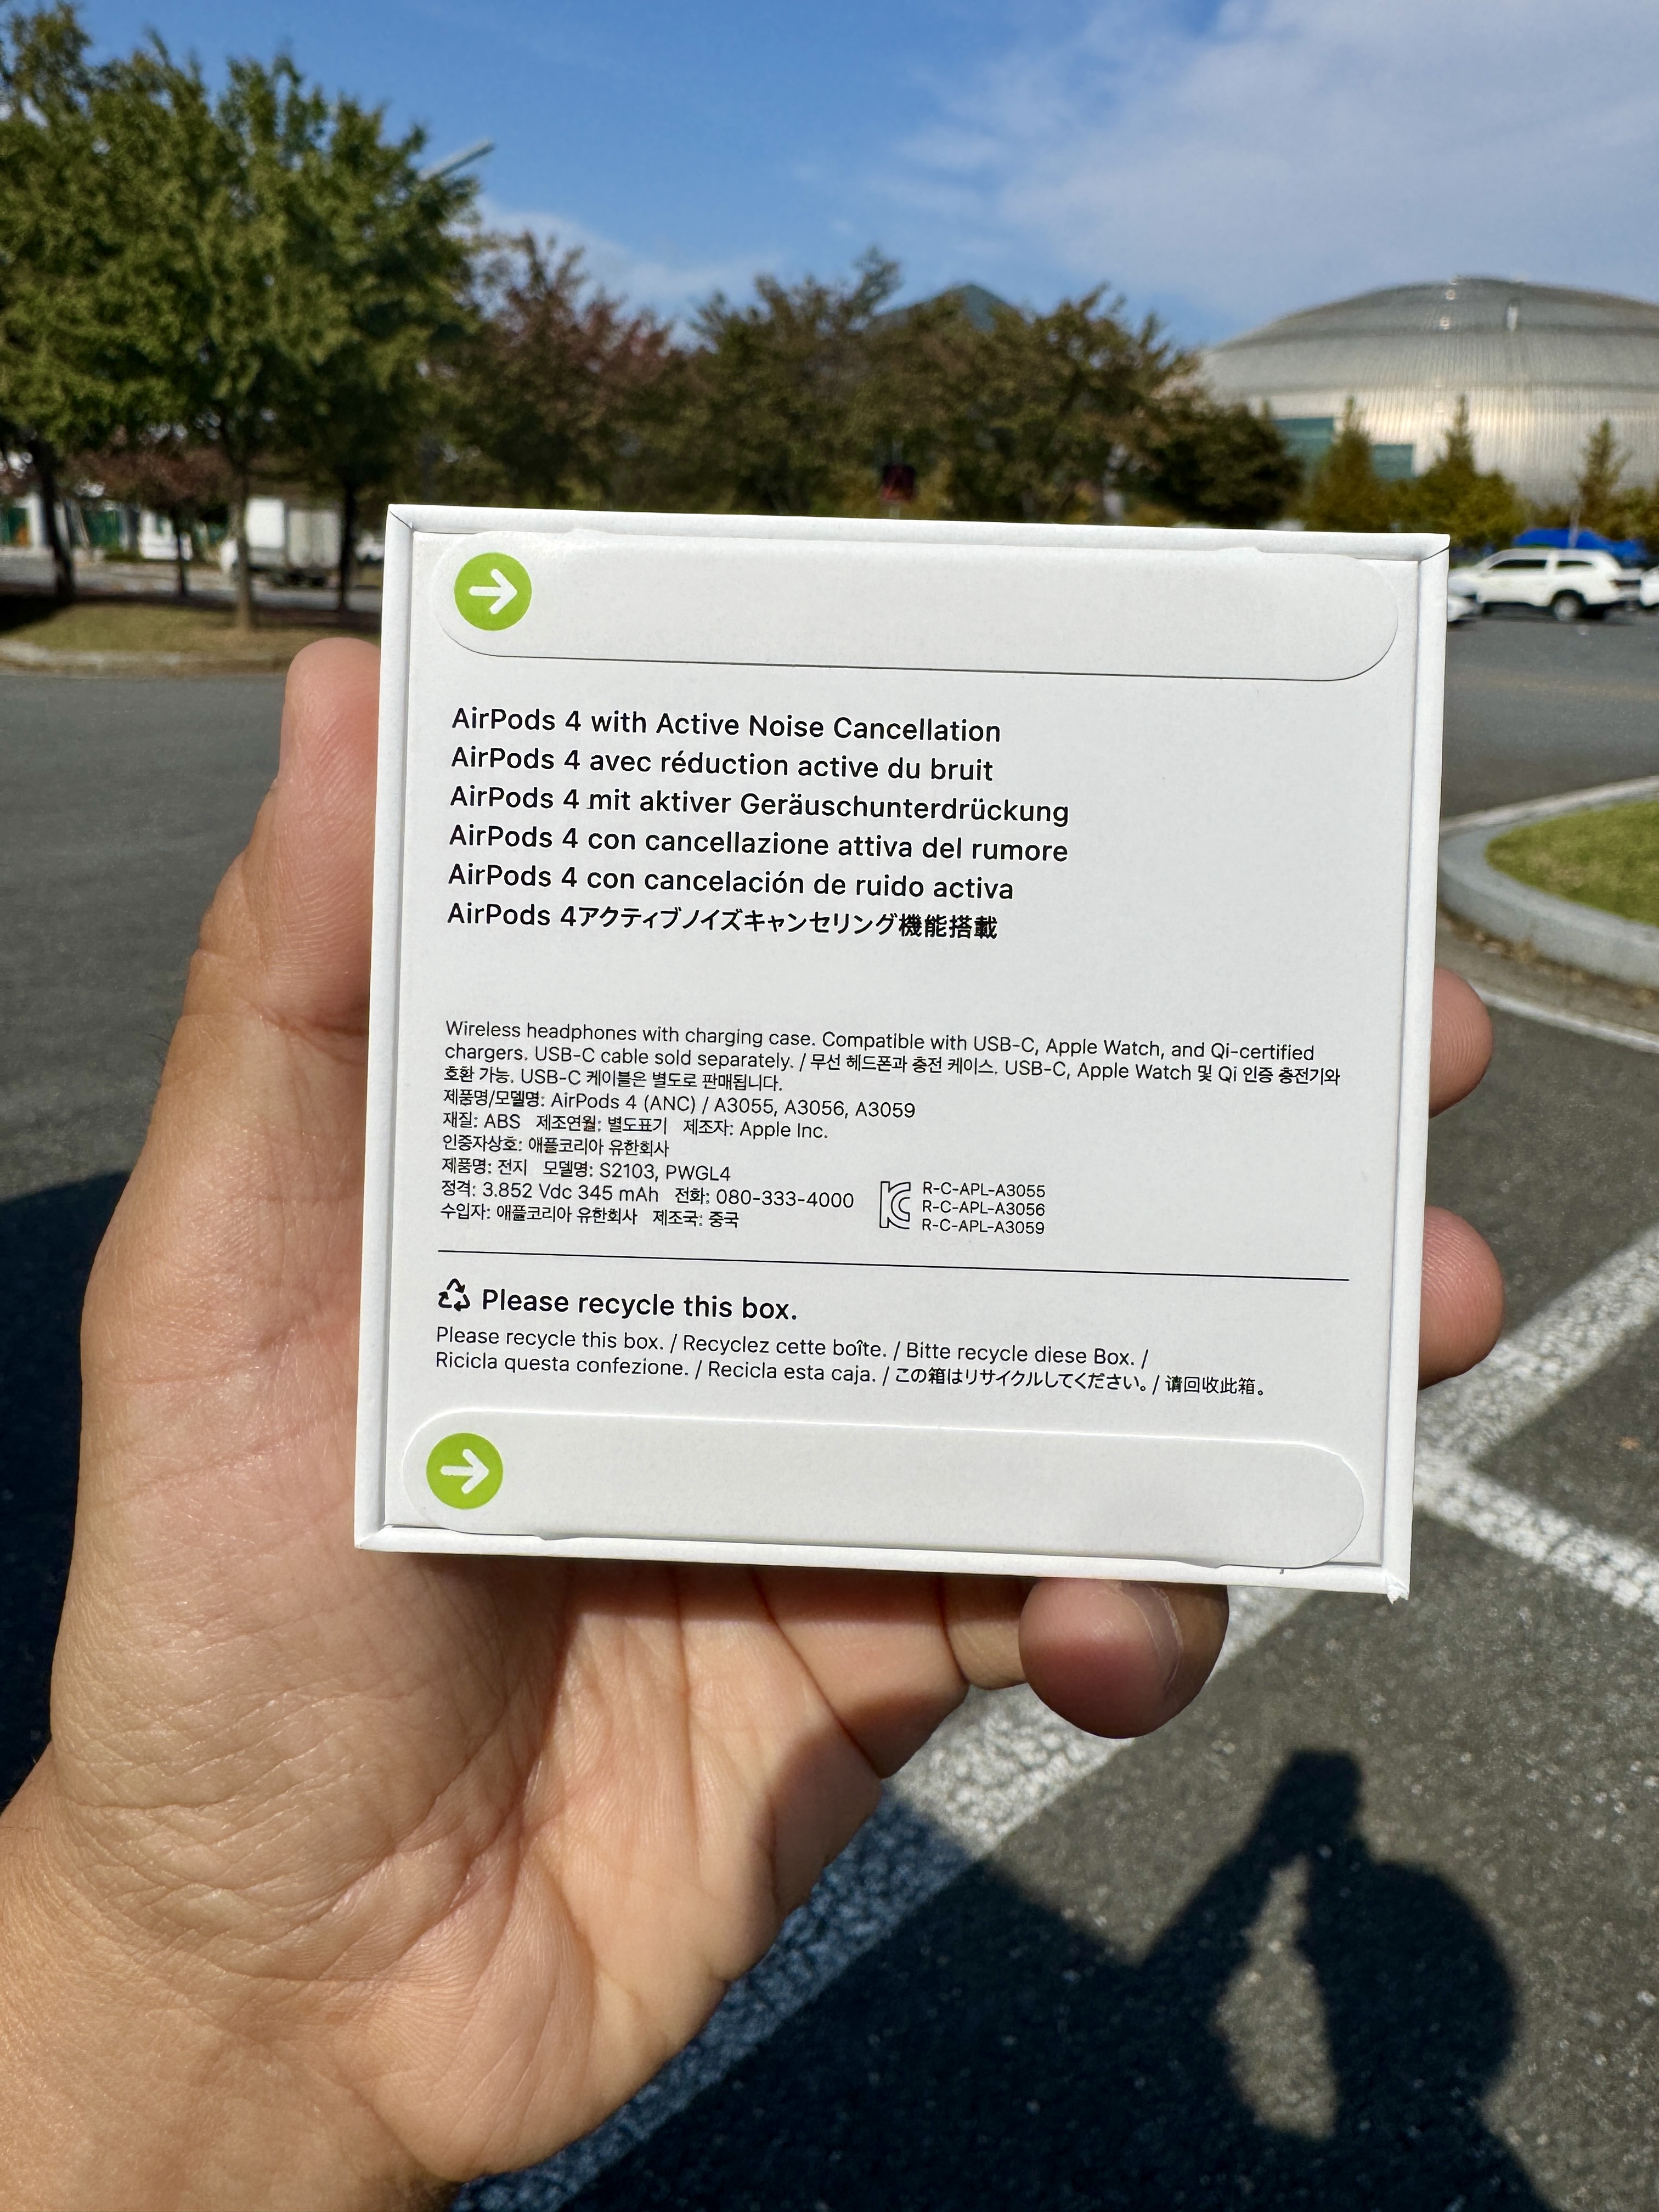 AirPods 4 with Active Noise Cancellation
AirPods 4 avec réduction active du bruit
AirPods 4 mit aktiver Geräuschunterdrückung
AirPods 4 con cancellazione attiva del rumore
AirPods 4 con cancelación de ruido activa
AirPods 4アクティブノイズキャンセリング機能搭載
Wireless headphones with charging case. Compatible with USB-C, Apple Watch, and Qi-certified
chargers. USB-C cable sold separately. / 무선 헤드폰과 충전 케이스. USB-C, Apple Watch 및 Qi 인증 충전기와
호환 가능. USB-C 케이블은 별도로 판매됩니다.
제품명/모델명: AirPods 4 (ANC) / A3055, A3056, A3059
재질: ABS 제조연월: 별도표기 제조자: Apple Inc.
인증자상호: 애플코리아 유한회사
제품명: 전지 모델명: S2103, PWGL4
정격: 3.852 Vdc 345 mAh 전화: 080-333-4000
수입자: 애플코리아 유한회사 제조국: 중국
R-C-APL-A3055
R-C-APL-A3056
R-C-APL-A3059
Please recycle this box.
Please recycle this box. / Recyclez cette boîte. / Bitte recycle diese Box. /
Ricicla questa confezione. / Recicla esta caja. / この箱はリサイクルしてください。/ 请回收此箱。